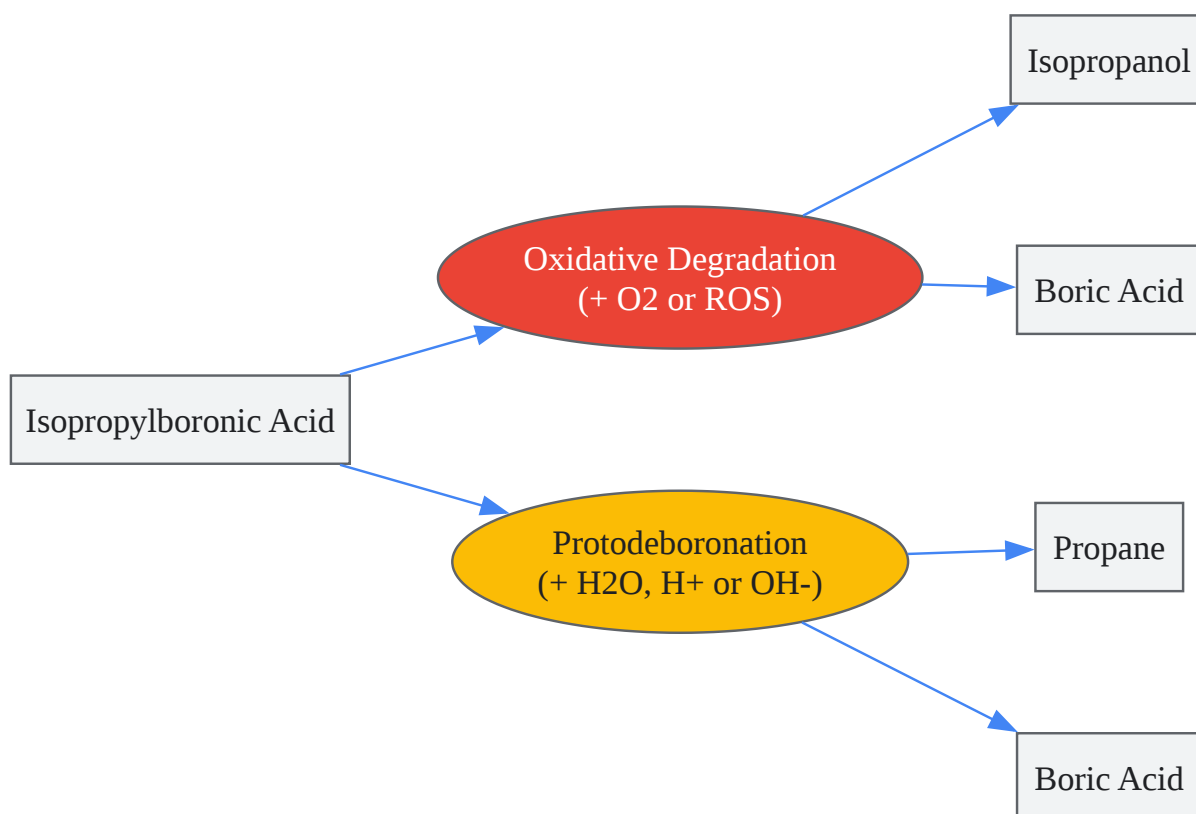 Isopropanol
Oxidative Degradation
(+ O2 or ROS)
Boric Acid
Isopropylboronic Acid
Protodeboronation
(+ H2O, H+ or OH-)
Propane
Boric Acid